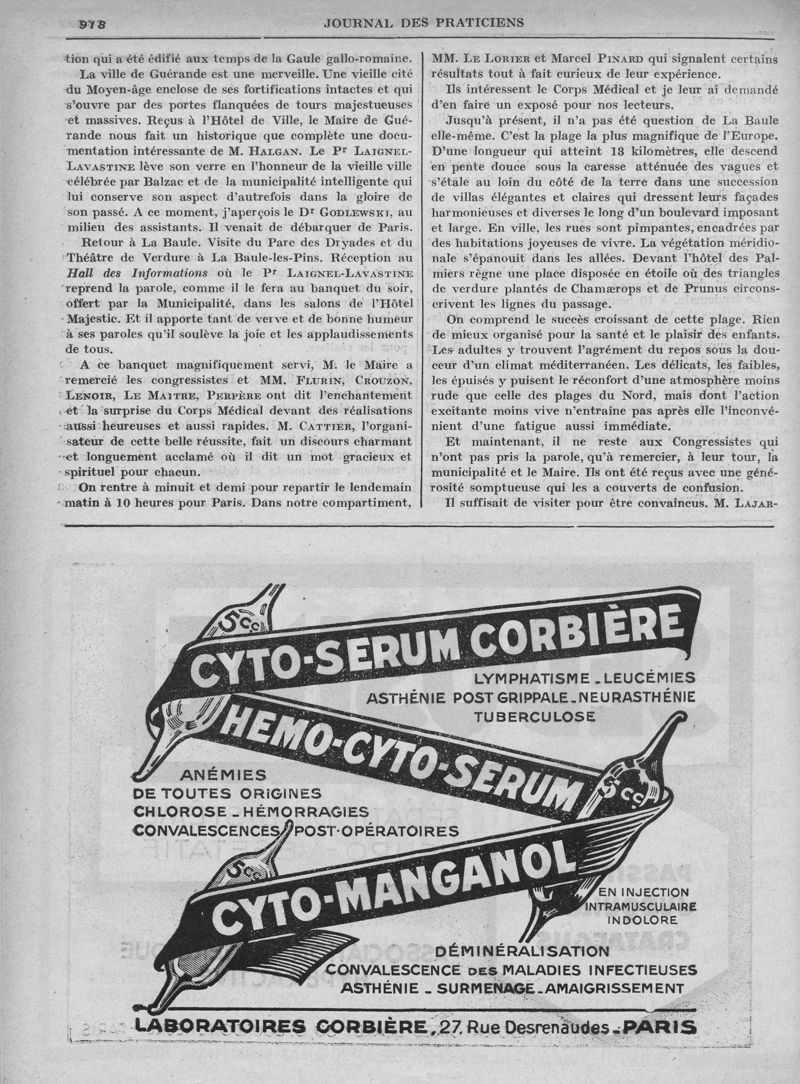 978
JOURNAL DES PRATICIENS
tion qui a été édifié aux temps de la Gaule gallo-romaine.
La ville de Guérande est une merveille. Une vieille cité
du Moyen-âge enclose de ses fortifications intactes et qui
s'ouvre par des portes flanquées de tours majestueuses
et massives. Reçus à l'Hôtel de Ville, le Maire de Gué-
rande nous fait un historique que complète une docu-
mentation intéressante de M. HALGAN. Le Pr LAIGNEL-
LAVASTINE lève son verre en l'honneur de la vieille ville
célébrée par Balzac et de la municipalité intelligente qui
lui conserve son aspect d'autrefois dans la gloire de
son passé. A ce moment, j'aperçois le Dr GODLEWSKI, au
milieu des assistants. Il venait de débarquer de Paris.
Retour à La Baule. Visite du Parc des Dryades et du
Théâtre de Verdure à La Baule-les-Pins. Réception au
Hall des Informations où le Pr LAIGNEL-LAVASTINE
reprend la parole, comme il le fera au banquet du soir,
offert par la Municipalité, dans les salons de l'Hôtel
Majestic. Et il apporte tant de verve et de bonne humeur
à ses paroles qu'il soulève la joie et les applaudissements
de tous.
A ce banquet magnifiquement servi, M. le Maire a
remercié les congressistes et MM. FLURIN, CROUZON,
LENOIR, LE MAITRE, PERPÈRE ont dit l'enchantement
et la surprise du Corps Médical devant des réalisations
aussi heureuses et aussi rapides. M. CATTIER, l'organi-
sateur de cette belle réussite, fait un discours charmant
et longuement acclamé où il dit un mot gracieux et
spirituel pour chacun.
On rentre à minuit et demi pour repartir le lendemain
matin à 10 heures pour Paris. Dans notre compartiment,
MM. LE LORIER et Marcel PINARD qui signalent certains
résultats tout à fait curieux de leur expérience.
Ils intéressent le Corps Médical et je leur ai demandé
d'en faire un exposé pour nos lecteurs.
Jusqu'à présent, il n'a pas été question de La Baule
elle-même. C'est la plage la plus magnifique de l'Europe.
D'une longueur qui atteint 13 kilomètres, elle descend
en pente douce sous la caresse atténuée des vagues et
s'étale au loin du côté de la terre dans une succession
de villas élégantes et claires qui dressent leurs façades
harmonieuses et diverses le long d'un boulevard imposant
et large. En ville, les rues sont pimpantes, encadrées par
des habitations joyeuses de vivre. La végétation méridio-
nale s'épanouit dans les allées. Devant l'hôtel des Pal-
miers règne une place disposée en étoile où des triangles
de verdure plantés de Chamærops et de Prunus circons-
crivent les lignes du passage.
On comprend le succès croissant de cette plage. Rien
de mieux organisé pour la santé et le plaisir des enfants.
Les adultes y trouvent l'agrément du repos sous la dou-
ceur d'un climat méditerranéen. Les délicats, les faibles,
les épuisés y puisent le réconfort d'une atmosphère moins
rude que celle des plages du Nord, mais dont l'action
excitante moins vive n'entraîne pas après elle l'inconvé-
nient d'une fatigue aussi immédiate.
Et maintenant, il ne reste aux Congressistes qui
n'ont pas pris la parole, qu'à remercier, à leur tour, la
municipalité et le Maire. Ils ont été reçus avec une géné-
rosité somptueuse qui les a couverts de confusion.
Il suffisait de visiter pour être convaincus. M. LAJAR-
5 c.c.
CYTO-SERUM CORBIÈRE
LYMPHATISME - LEUCÉMIES
ASTHÉNIE POST GRIPPALE - NEURASTHÉNIE
TUBERCULOSE
HEMO-CYTO-SERUM
5 cc.
ANÉMIES
DE TOUTES ORIGINES
CHLOROSE - HÉMORRAGIES
CONVALESCENCES POST-OPÉRATOIRES
5cc.
CYTO-MANGANOL
EN INJECTION
INTRAMUSCULAIRE
INDOLORE
DÉMINÉRALISATION
CONVALESCENCE DES MALADIES INFECTIEUSES
ASTHÉNIE - SURMENAGE - AMAIGRISSEMENT
LABORATOIRES CORBIÈRE, 27, Rue Desrenaudes - PARIS